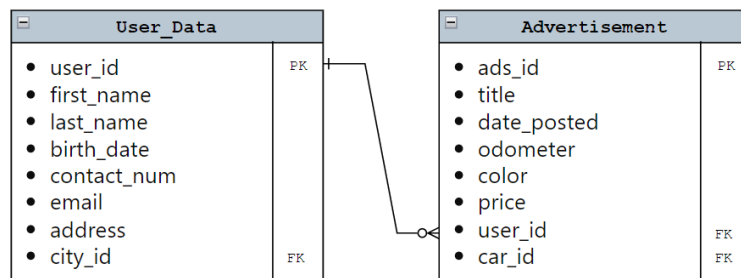 User_Data
user_id PK
first_name
last_name
birth_date
contact_num
email
address
city_id FK
Advertisement
ads_id PK
title
date_posted
odometer
color
price
user_id FK
car_id FK